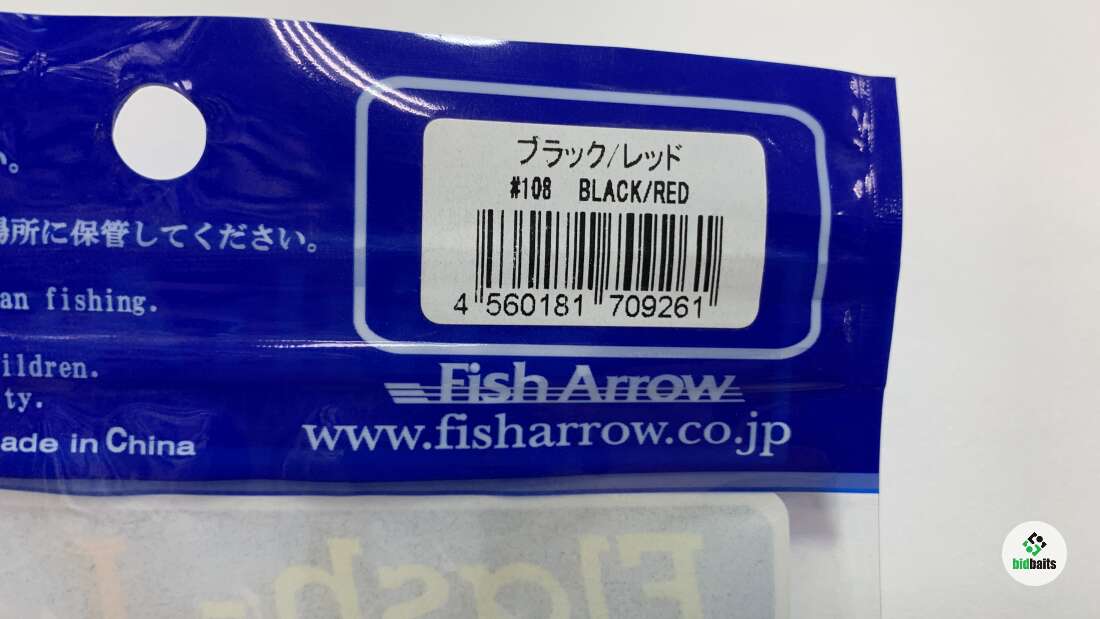 い。
ブラック/レッド
#108 BLACK/RED
場所に保管してください。
4 560181 709261
an fishing.
ildren.
ty.
ade in China
Fish Arrow
www.fisharrow.co.jp
Flash-
bidbaits